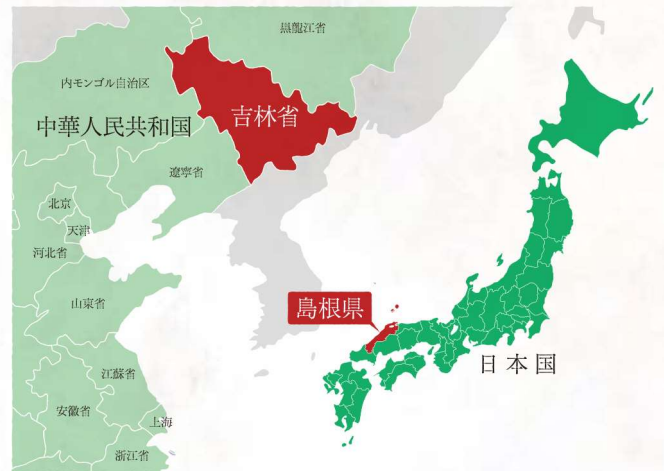 黒龍江省
内モンゴル自治区
吉林省
中華人民共和国
遼寧省
北京
天津
河北省
山東省
島根県
日本国
江蘇省
安徽省
上海
浙江省